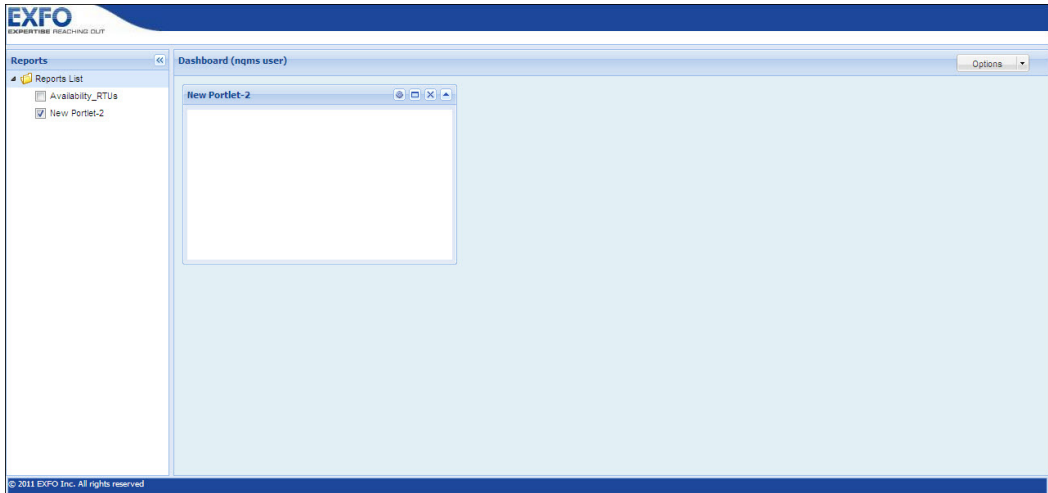 EXFO
EXPERTISE REACHING OUT
Reports
Dashboard (nqms user)
Options
Reports List
Availability_RTUs
New Portlet-2
New Portlet-2
© 2011 EXFO Inc. All rights reserved